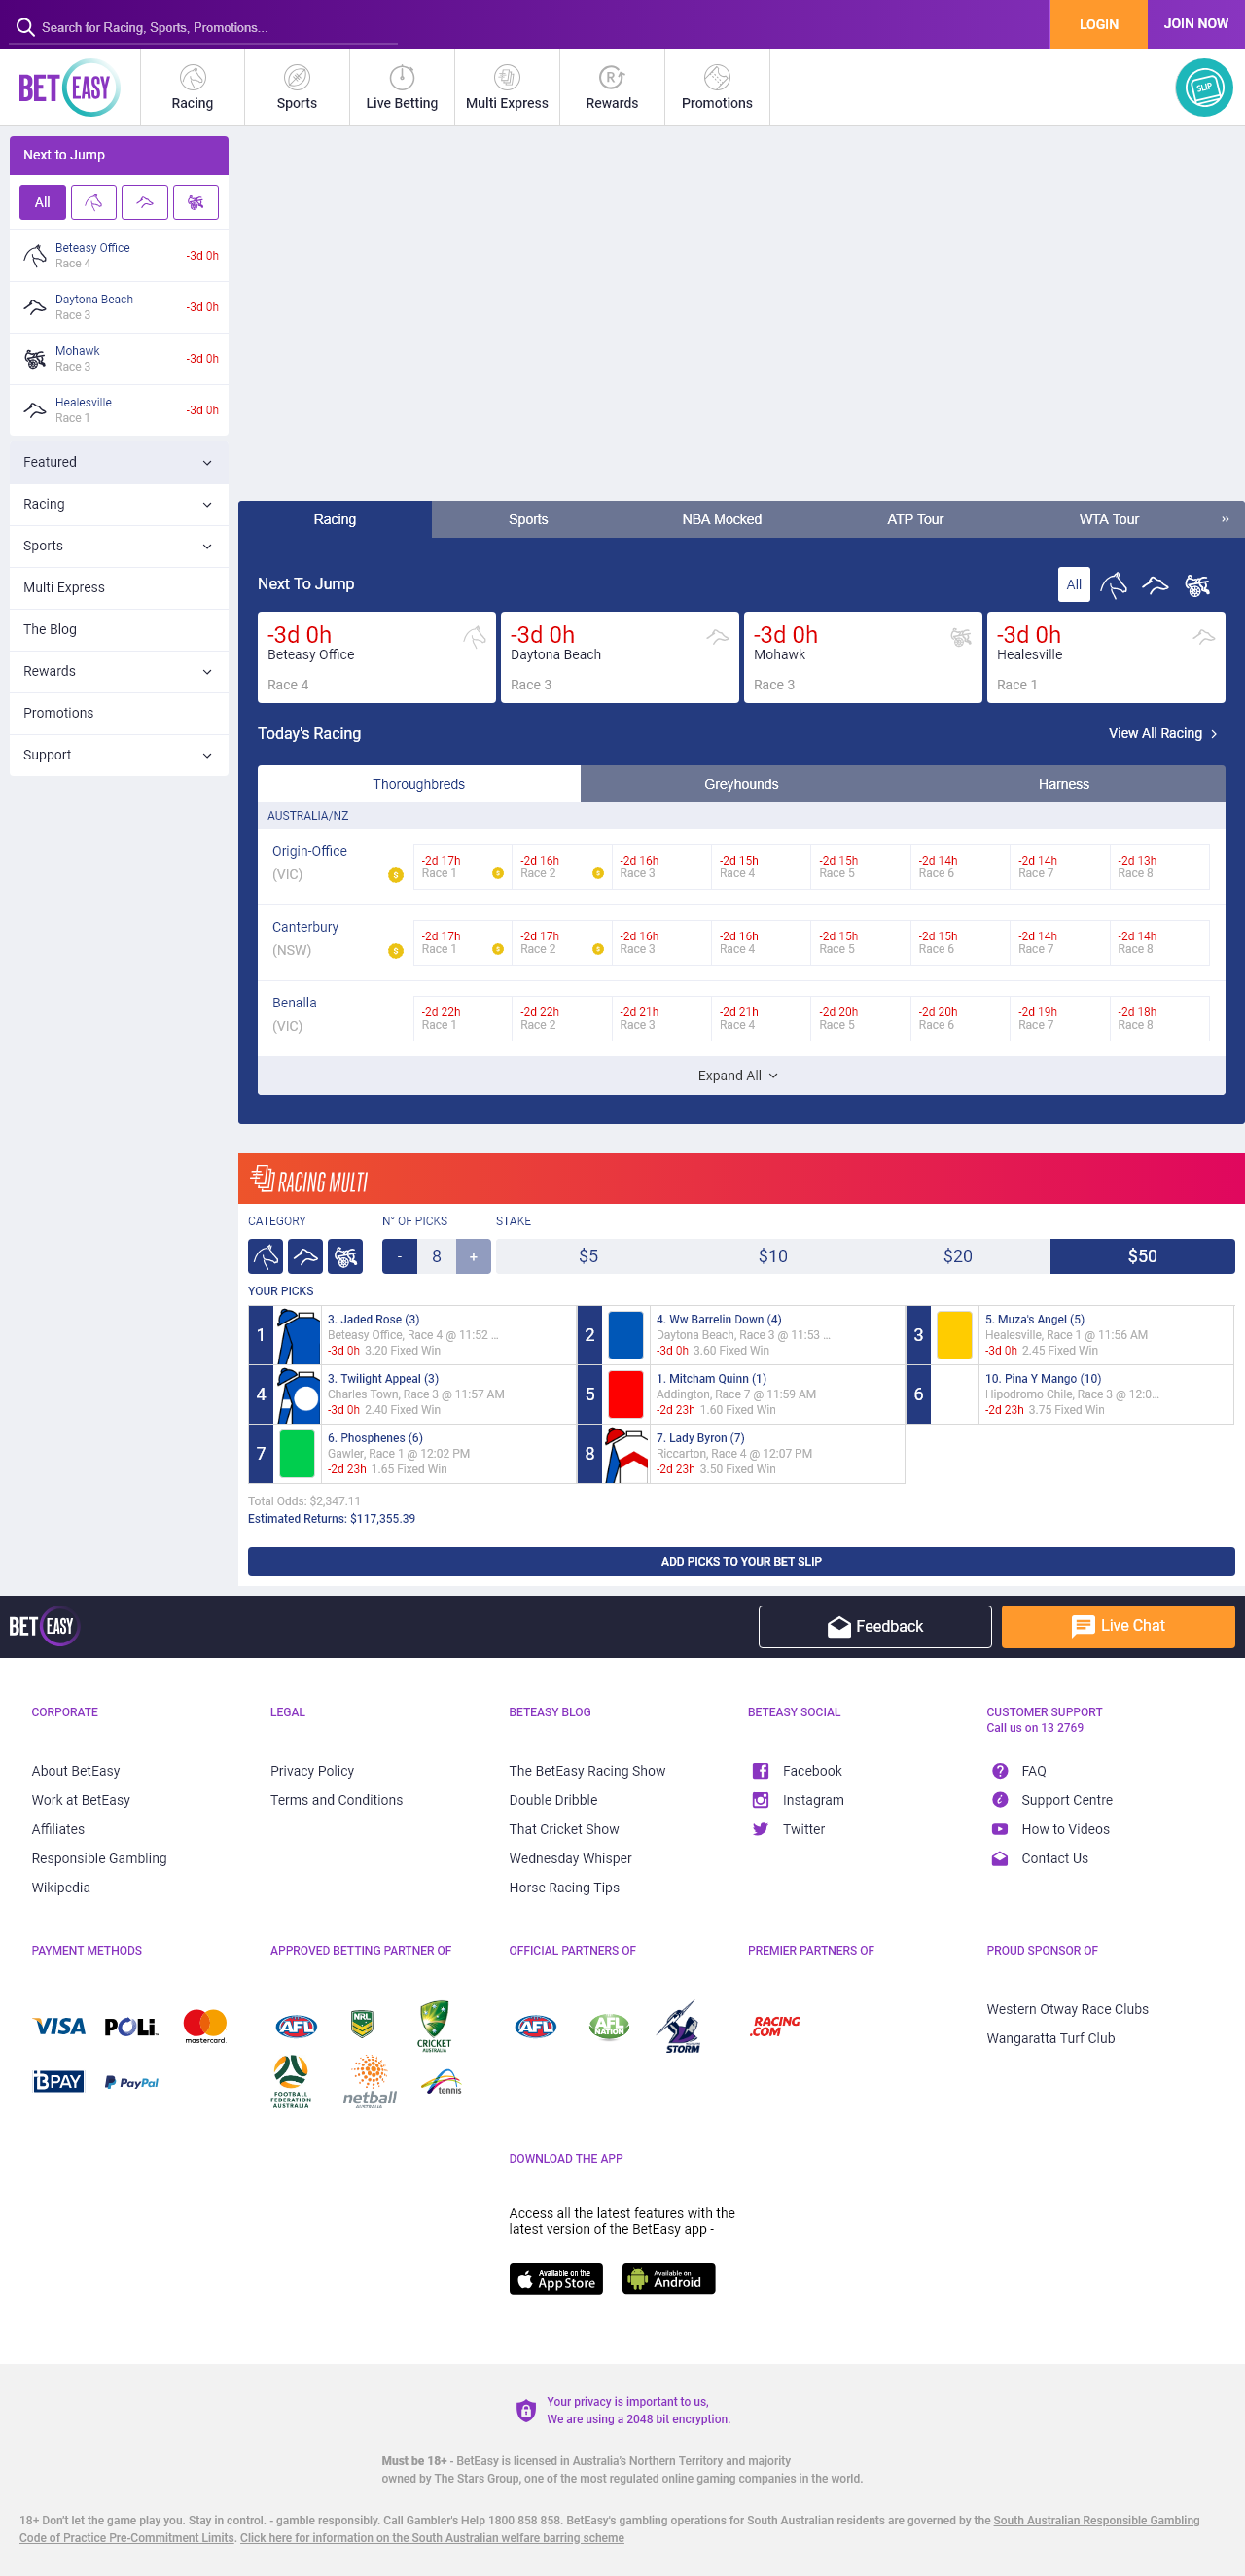 Search for Racing, Sports, Promotions...
LOGIN
JOIN NOW
BET EASY
Racing
Sports
Live Betting
Multi Express
Rewards
Promotions
SLIP
Next to Jump
All
Beteasy Office
Race 4
-3d 0h
Daytona Beach
Race 3
-3d 0h
Mohawk
Race 3
-3d 0h
Healesville
Race 1
-3d 0h
Featured
Racing
Sports
Multi Express
The Blog
Rewards
Promotions
Support
Racing
Sports
NBA Mocked
ATP Tour
WTA Tour
››
Next To Jump
All
-3d 0h
Beteasy Office
Race 4
-3d 0h
Daytona Beach
Race 3
-3d 0h
Mohawk
Race 3
-3d 0h
Healesville
Race 1
Today's Racing
View All Racing
Thoroughbreds
Greyhounds
Harness
AUSTRALIA/NZ
Origin-Office
(VIC)
-2d 17h -2d 16h -2d 16h -2d 15h -2d 15h -2d 14h -2d 14h -2d 13h
Race 1 Race 2 Race 3 Race 4 Race 5 Race 6 Race 7 Race 8
Canterbury
(NSW)
-2d 17h -2d 17h -2d 16h -2d 16h -2d 15h -2d 15h -2d 14h -2d 14h
Race 1 Race 2 Race 3 Race 4 Race 5 Race 6 Race 7 Race 8
Benalla
(VIC)
-2d 22h -2d 22h -2d 21h -2d 21h -2d 20h -2d 20h -2d 19h -2d 18h
Race 1 Race 2 Race 3 Race 4 Race 5 Race 6 Race 7 Race 8
Expand All
RACING MULTI
CATEGORY
N° OF PICKS
STAKE
- 8 +
$5
$10
$20
$50
YOUR PICKS
1
3. Jaded Rose (3)
Beteasy Office, Race 4 @ 11:52 ...
-3d 0h 3.20 Fixed Win
2
4. Ww Barrelin Down (4)
Daytona Beach, Race 3 @ 11:53 ...
-3d 0h 3.60 Fixed Win
3
5. Muza's Angel (5)
Healesville, Race 1 @ 11:56 AM
-3d 0h 2.45 Fixed Win
4
3. Twilight Appeal (3)
Charles Town, Race 3 @ 11:57 AM
-3d 0h 2.40 Fixed Win
5
1. Mitcham Quinn (1)
Addington, Race 7 @ 11:59 AM
-2d 23h 1.60 Fixed Win
6
10. Pina Y Mango (10)
Hipodromo Chile, Race 3 @ 12:0...
-2d 23h 3.75 Fixed Win
7
6. Phosphenes (6)
Gawler, Race 1 @ 12:02 PM
-2d 23h 1.65 Fixed Win
8
7. Lady Byron (7)
Riccarton, Race 4 @ 12:07 PM
-2d 23h 3.50 Fixed Win
Total Odds: $2,347.11
Estimated Returns: $117,355.39
ADD PICKS TO YOUR BET SLIP
BET EASY
Feedback
Live Chat
CORPORATE
About BetEasy
Work at BetEasy
Affiliates
Responsible Gambling
Wikipedia
LEGAL
Privacy Policy
Terms and Conditions
BETEASY BLOG
The BetEasy Racing Show
Double Dribble
That Cricket Show
Wednesday Whisper
Horse Racing Tips
BETEASY SOCIAL
Facebook
Instagram
Twitter
CUSTOMER SUPPORT
Call us on 13 2769
FAQ
Support Centre
How to Videos
Contact Us
PAYMENT METHODS
VISA
POLi
mastercard
BPAY
PayPal
APPROVED BETTING PARTNER OF
AFL
NRL
CRICKET
AUSTRALIA
FOOTBALL
FEDERATION
AUSTRALIA
netball
AUSTRALIA
tennis
OFFICIAL PARTNERS OF
AFL
AFL
NATION
STORM
PREMIER PARTNERS OF
RACING
.COM
PROUD SPONSOR OF
Western Otway Race Clubs
Wangaratta Turf Club
DOWNLOAD THE APP
Access all the latest features with the
latest version of the BetEasy app -
Available on the
App Store
Available on
Android
Your privacy is important to us,
We are using a 2048 bit encryption.
Must be 18+ - BetEasy is licensed in Australia's Northern Territory and majority
owned by The Stars Group, one of the most regulated online gaming companies in the world.
18+ Don't let the game play you. Stay in control. - gamble responsibly. Call Gambler's Help 1800 858 858. BetEasy's gambling operations for South Australian residents are governed by the South Australian Responsible Gambling
Code of Practice Pre-Commitment Limits. Click here for information on the South Australian welfare barring scheme